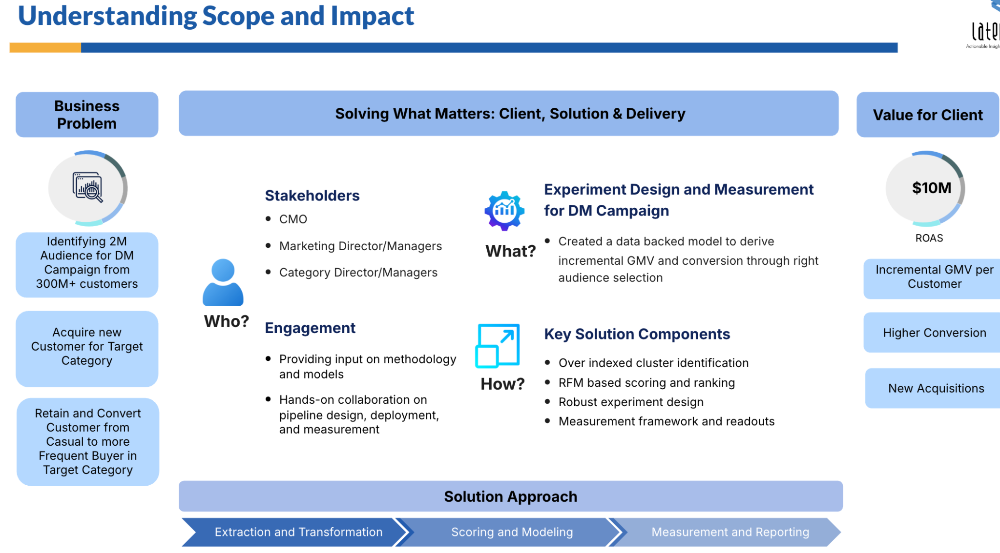 Understanding Scope and Impact
Actionable
Business
Problem
Identifying 2M
Audience for DM
Campaign from
300M+ customers
Acquire new
Customer for Target
Category
Retain and Convert
Customer from
Casual to more
Frequent Buyer in
Target Category
Solving What Matters: Client, Solution & Delivery
Who?
Stakeholders
• CMO
• Marketing Director/Managers
• Category Director/Managers
Engagement
• Providing input on methodology
and models
• Hands-on collaboration on
pipeline design, deployment,
and measurement
What?
Experiment Design and Measurement
for DM Campaign
• Created a data backed model to derive
incremental GMV and conversion through right
audience selection
How?
Key Solution Components
• Over indexed cluster identification
• RFM based scoring and ranking
• Robust experiment design
• Measurement framework and readouts
Value for Client
$10M
ROAS
Incremental GMV per
Customer
Higher Conversion
New Acquisitions
Solution Approach
Extraction and Transformation
Scoring and Modeling
Measurement and Reporting